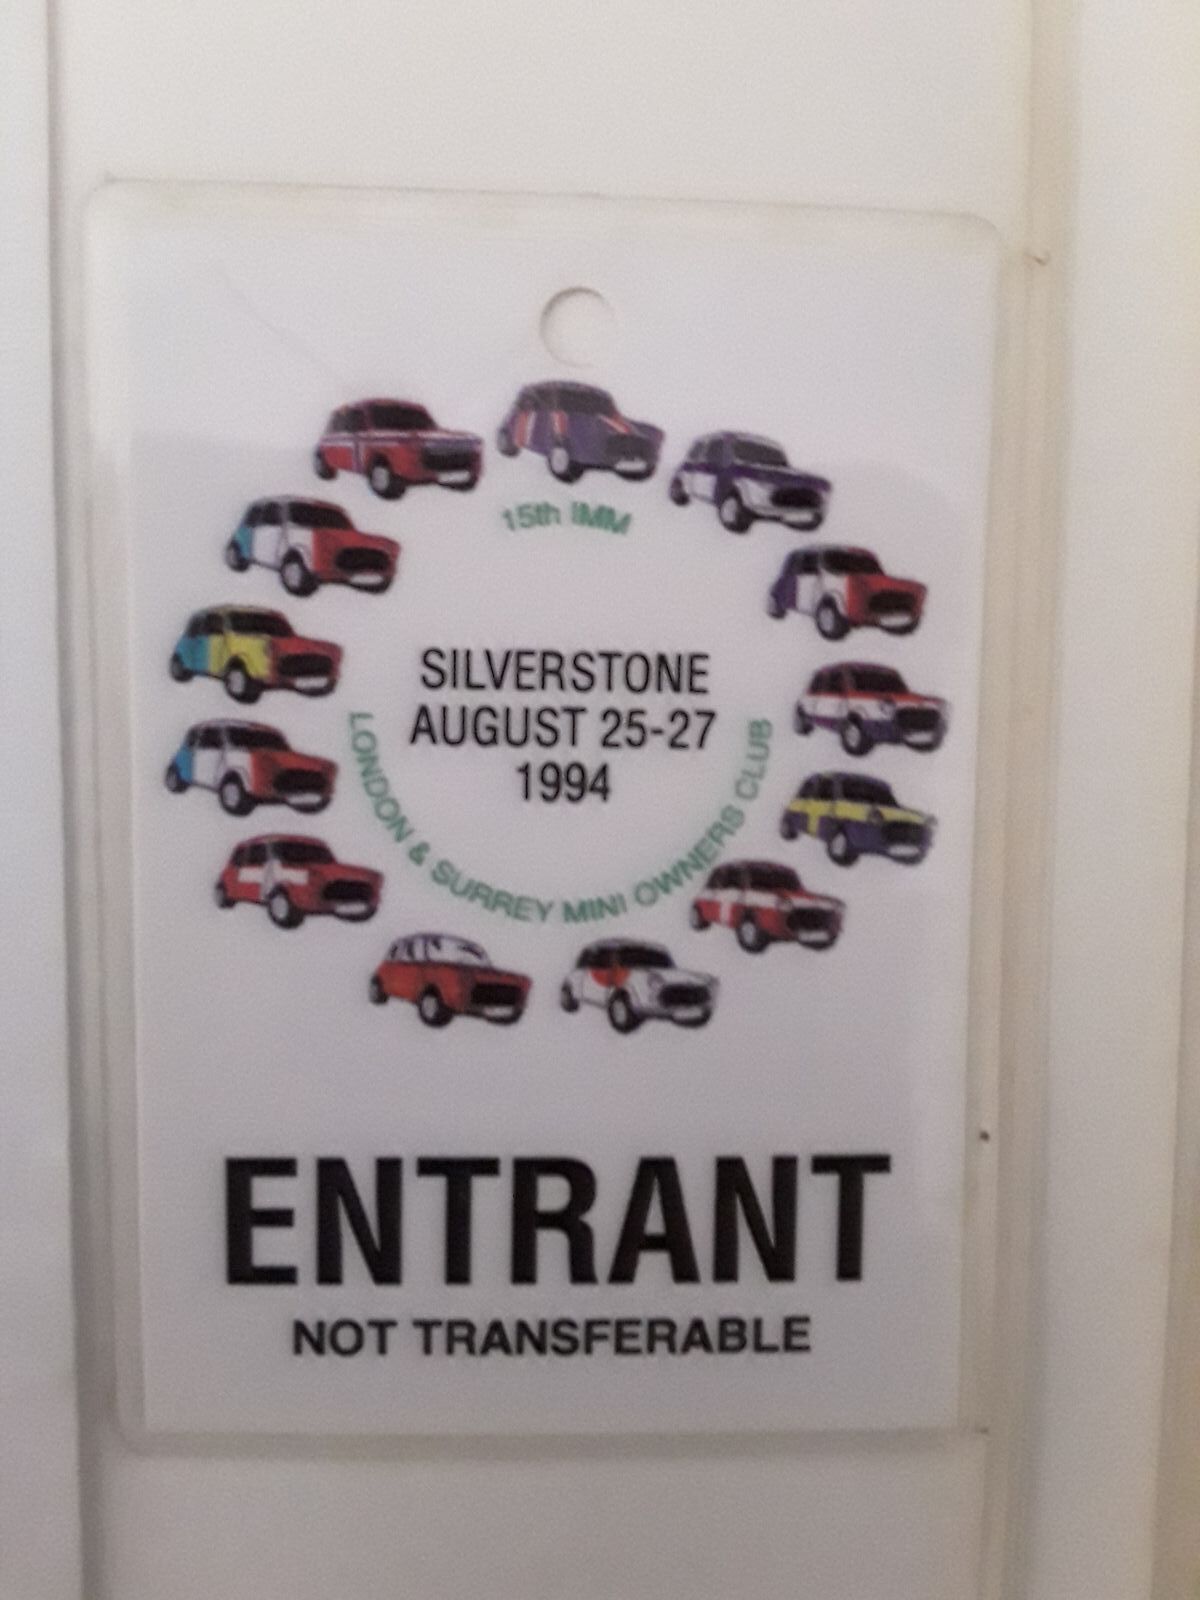 15th IMM
SILVERSTONE
AUGUST 25-27
1994
LONDON & SURREY MINI OWNERS CLUB
ENTRANT
NOT TRANSFERABLE